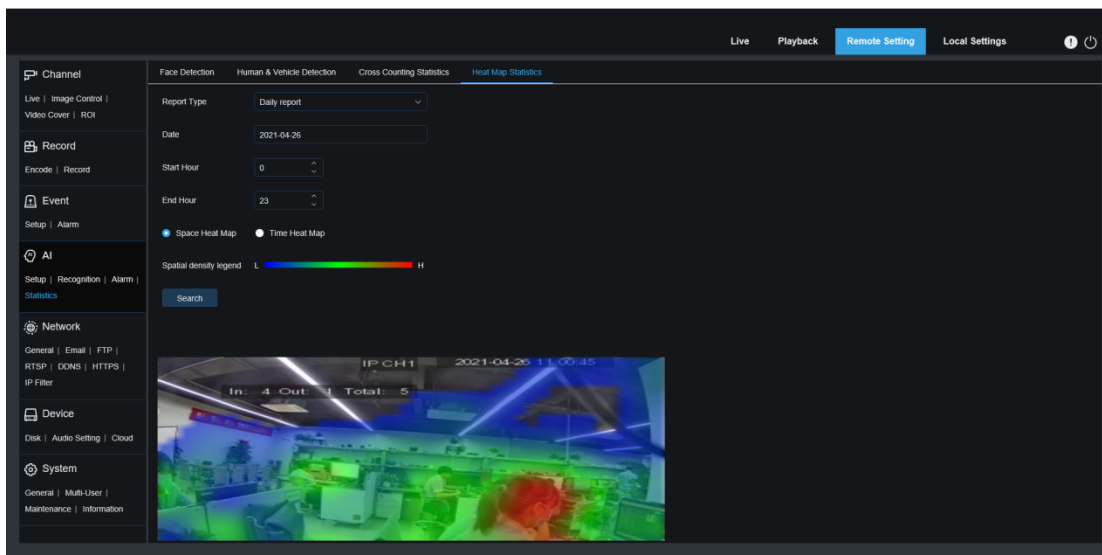 Live Playback Remote Setting Local Settings
Channel
Live | Image Control |
Video Cover | ROI
Record
Encode | Record
Event
Setup | Alarm
AI
Setup | Recognition | Alarm |
Statistics
Network
General | Email | FTP |
RTSP | DDNS | HTTPS |
IP Filter
Device
Disk | Audio Setting | Cloud
System
General | Multi-User |
Maintenance | Information
Face Detection Human & Vehicle Detection Cross Counting Statistics Heat Map Statistics
Report Type Daily report
Date 2021-04-26
Start Hour 0
End Hour 23
Space Heat Map Time Heat Map
Spatial density legend L H
Search
IP CH1 2021-04-26 11:00:45
In: 4 Out: 1 Total: 5